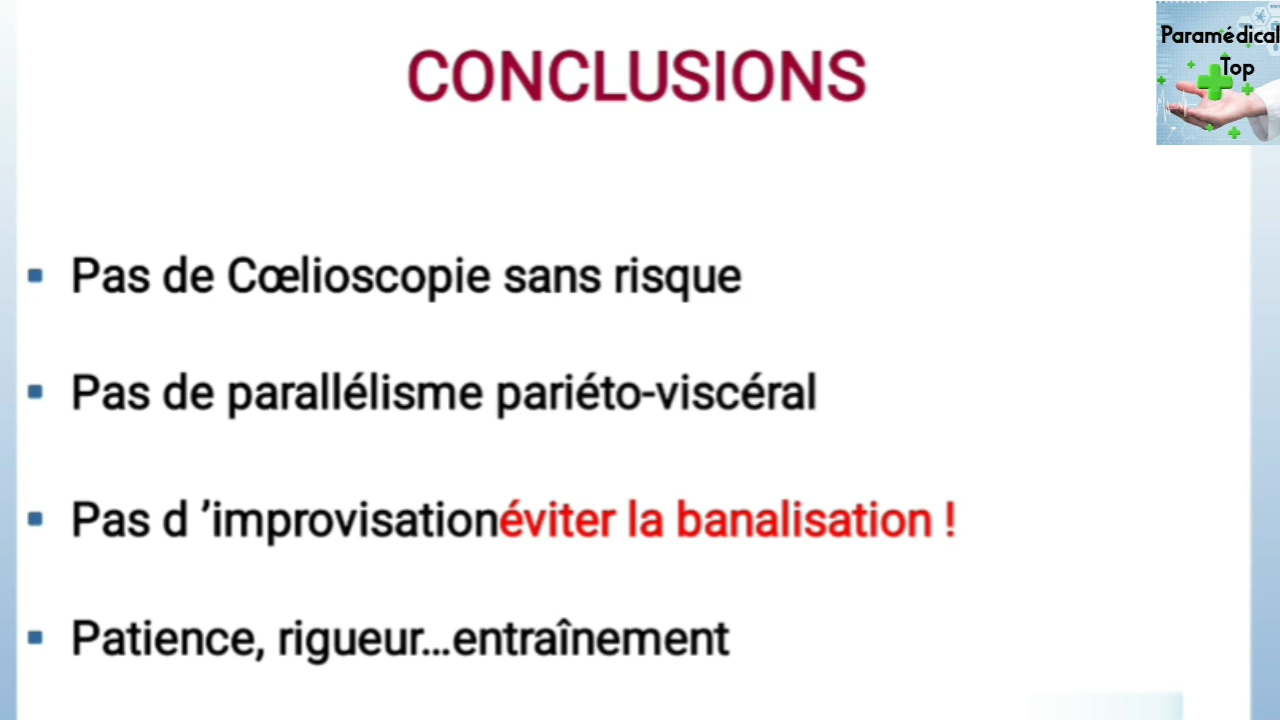 CONCLUSIONS
Paramédical
Top
Pas de Cœlioscopie sans risque
Pas de parallélisme pariéto-viscéral
Pas d ’improvisationéviter la banalisation !
Patience, rigueur...entraînement